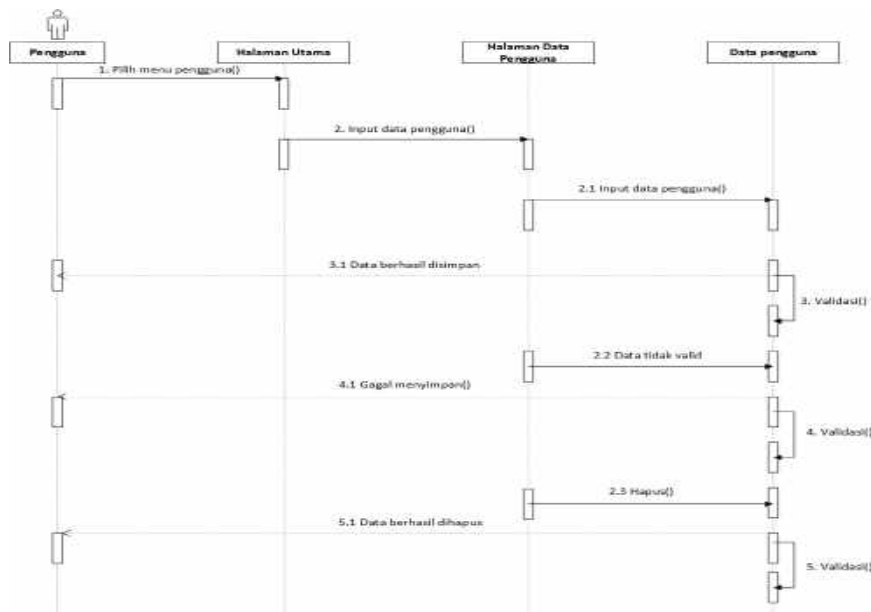 Pengguna
Halaman Utama
Halaman Data
Pengguna
Data pengguna
1. Pilih menu pengguna()
2. Input data pengguna()
2.1 Input data pengguna()
3.1 Data berhasil disimpan
3. Validasi()
2.2 Data tidak valid
4.1 Gagal menyimpan()
4. Validasi()
2.3 Hapus()
5.1 Data berhasil dihapus
5. Validasi()